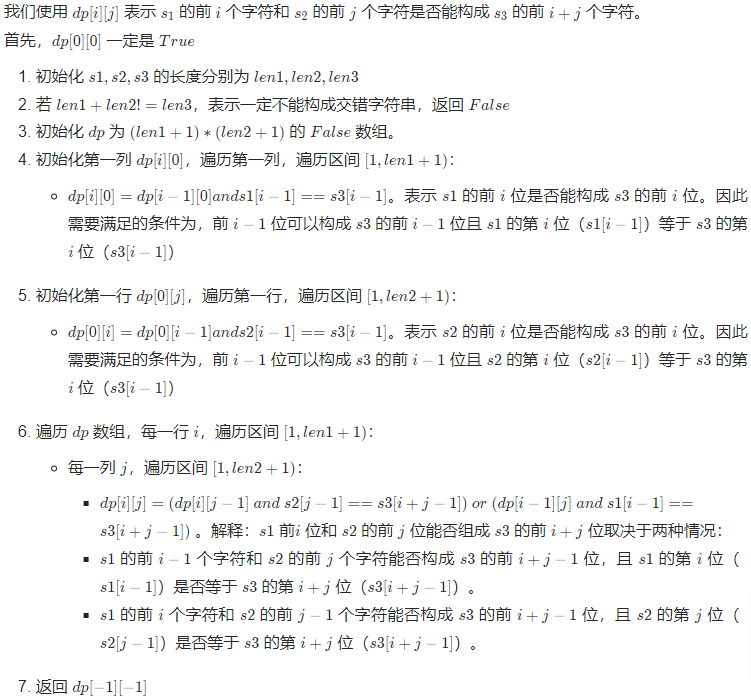 我们使用 dp[i][j] 表示 s₁ 的前 i 个字符和 s₂ 的前 j 个字符是否能构成 s₃ 的前 i + j 个字符。
首先，dp[0][0] 一定是 True
1. 初始化 s1, s2, s3 的长度分别为 len1, len2, len3
2. 若 len1 + len2! = len3，表示一定不能构成交错字符串，返回 False
3. 初始化 dp 为 (len1 + 1) ∗ (len2 + 1) 的 False 数组。
4. 初始化第一列 dp[i][0]，遍历第一列，遍历区间 [1, len1 + 1)：
◦ dp[i][0] = dp[i − 1][0]ands1[i − 1] == s3[i − 1]。表示 s1 的前 i 位是否能构成 s3 的前 i 位。因此
需要满足的条件为，前 i − 1 位可以构成 s3 的前 i − 1 位且 s1 的第 i 位（s1[i − 1]）等于 s3 的第
i 位（s3[i − 1]）
5. 初始化第一行 dp[0][j]，遍历第一行，遍历区间 [1, len2 + 1)：
◦ dp[0][i] = dp[0][i − 1]ands2[i − 1] == s3[i − 1]。表示 s2 的前 i 位是否能构成 s3 的前 i 位。因此
需要满足的条件为，前 i − 1 位可以构成 s3 的前 i − 1 位且 s2 的第 i 位（s2[i − 1]）等于 s3 的第
i 位（s3[i − 1]）
6. 遍历 dp 数组，每一行 i，遍历区间 [1, len1 + 1)：
◦ 每一列 j，遍历区间 [1, len2 + 1)：
▪ dp[i][j] = (dp[i][j − 1] and s2[j − 1] == s3[i + j − 1]) or (dp[i − 1][j] and s1[i − 1] ==
s3[i + j − 1]) 。解释：s1 前i 位和 s2 的前 j 位能否组成 s3 的前 i + j 位取决于两种情况：
▪ s1 的前 i − 1 个字符和 s2 的前 j 个字符能否构成 s3 的前 i + j − 1 位，且 s1 的第 i 位（
s1[i − 1]）是否等于 s3 的第 i + j 位（s3[i + j − 1]）。
▪ s1 的前 i 个字符和 s2 的前 j − 1 个字符能否构成 s3 的前 i + j − 1 位，且 s2 的第 j 位（
s2[j − 1]）是否等于 s3 的第 i + j 位（s3[i + j − 1]）。
7. 返回 dp[−1][−1]